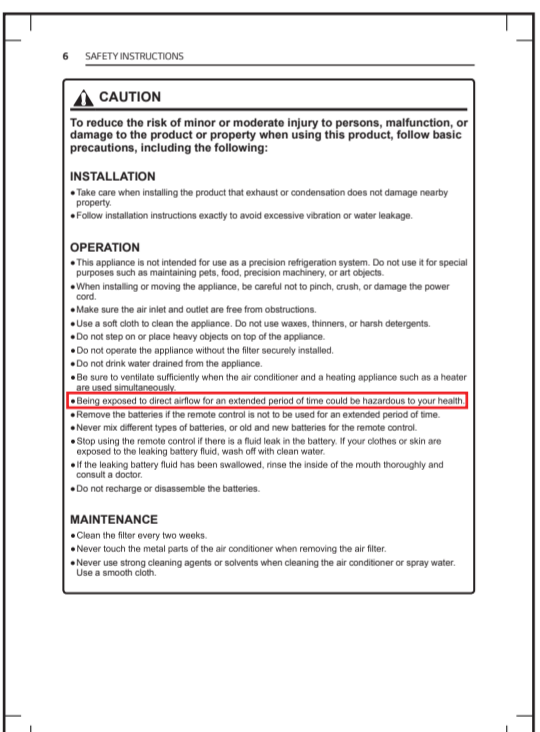 6 SAFETY INSTRUCTIONS
CAUTION
To reduce the risk of minor or moderate injury to persons, malfunction, or
damage to the product or property when using this product, follow basic
precautions, including the following:
INSTALLATION
•Take care when installing the product that exhaust or condensation does not damage nearby
property.
•Follow installation instructions exactly to avoid excessive vibration or water leakage.
OPERATION
•This appliance is not intended for use as a precision refrigeration system. Do not use it for special
purposes such as maintaining pets, food, precision machinery, or art objects.
•When installing or moving the appliance, be careful not to pinch, crush, or damage the power
cord.
•Make sure the air inlet and outlet are free from obstructions.
•Use a soft cloth to clean the appliance. Do not use waxes, thinners, or harsh detergents.
•Do not step on or place heavy objects on top of the appliance.
•Do not operate the appliance without the filter securely installed.
•Do not drink water drained from the appliance.
•Be sure to ventilate sufficiently when the air conditioner and a heating appliance such as a heater
are used simultaneously.
•Being exposed to direct airflow for an extended period of time could be hazardous to your health.
•Remove the batteries if the remote control is not to be used for an extended period of time.
•Never mix different types of batteries, or old and new batteries for the remote control.
•Stop using the remote control if there is a fluid leak in the battery. If your clothes or skin are
exposed to the leaking battery fluid, wash off with clean water.
•If the leaking battery fluid has been swallowed, rinse the inside of the mouth thoroughly and
consult a doctor.
•Do not recharge or disassemble the batteries.
MAINTENANCE
•Clean the filter every two weeks.
•Never touch the metal parts of the air conditioner when removing the air filter.
•Never use strong cleaning agents or solvents when cleaning the air conditioner or spray water.
Use a smooth cloth.